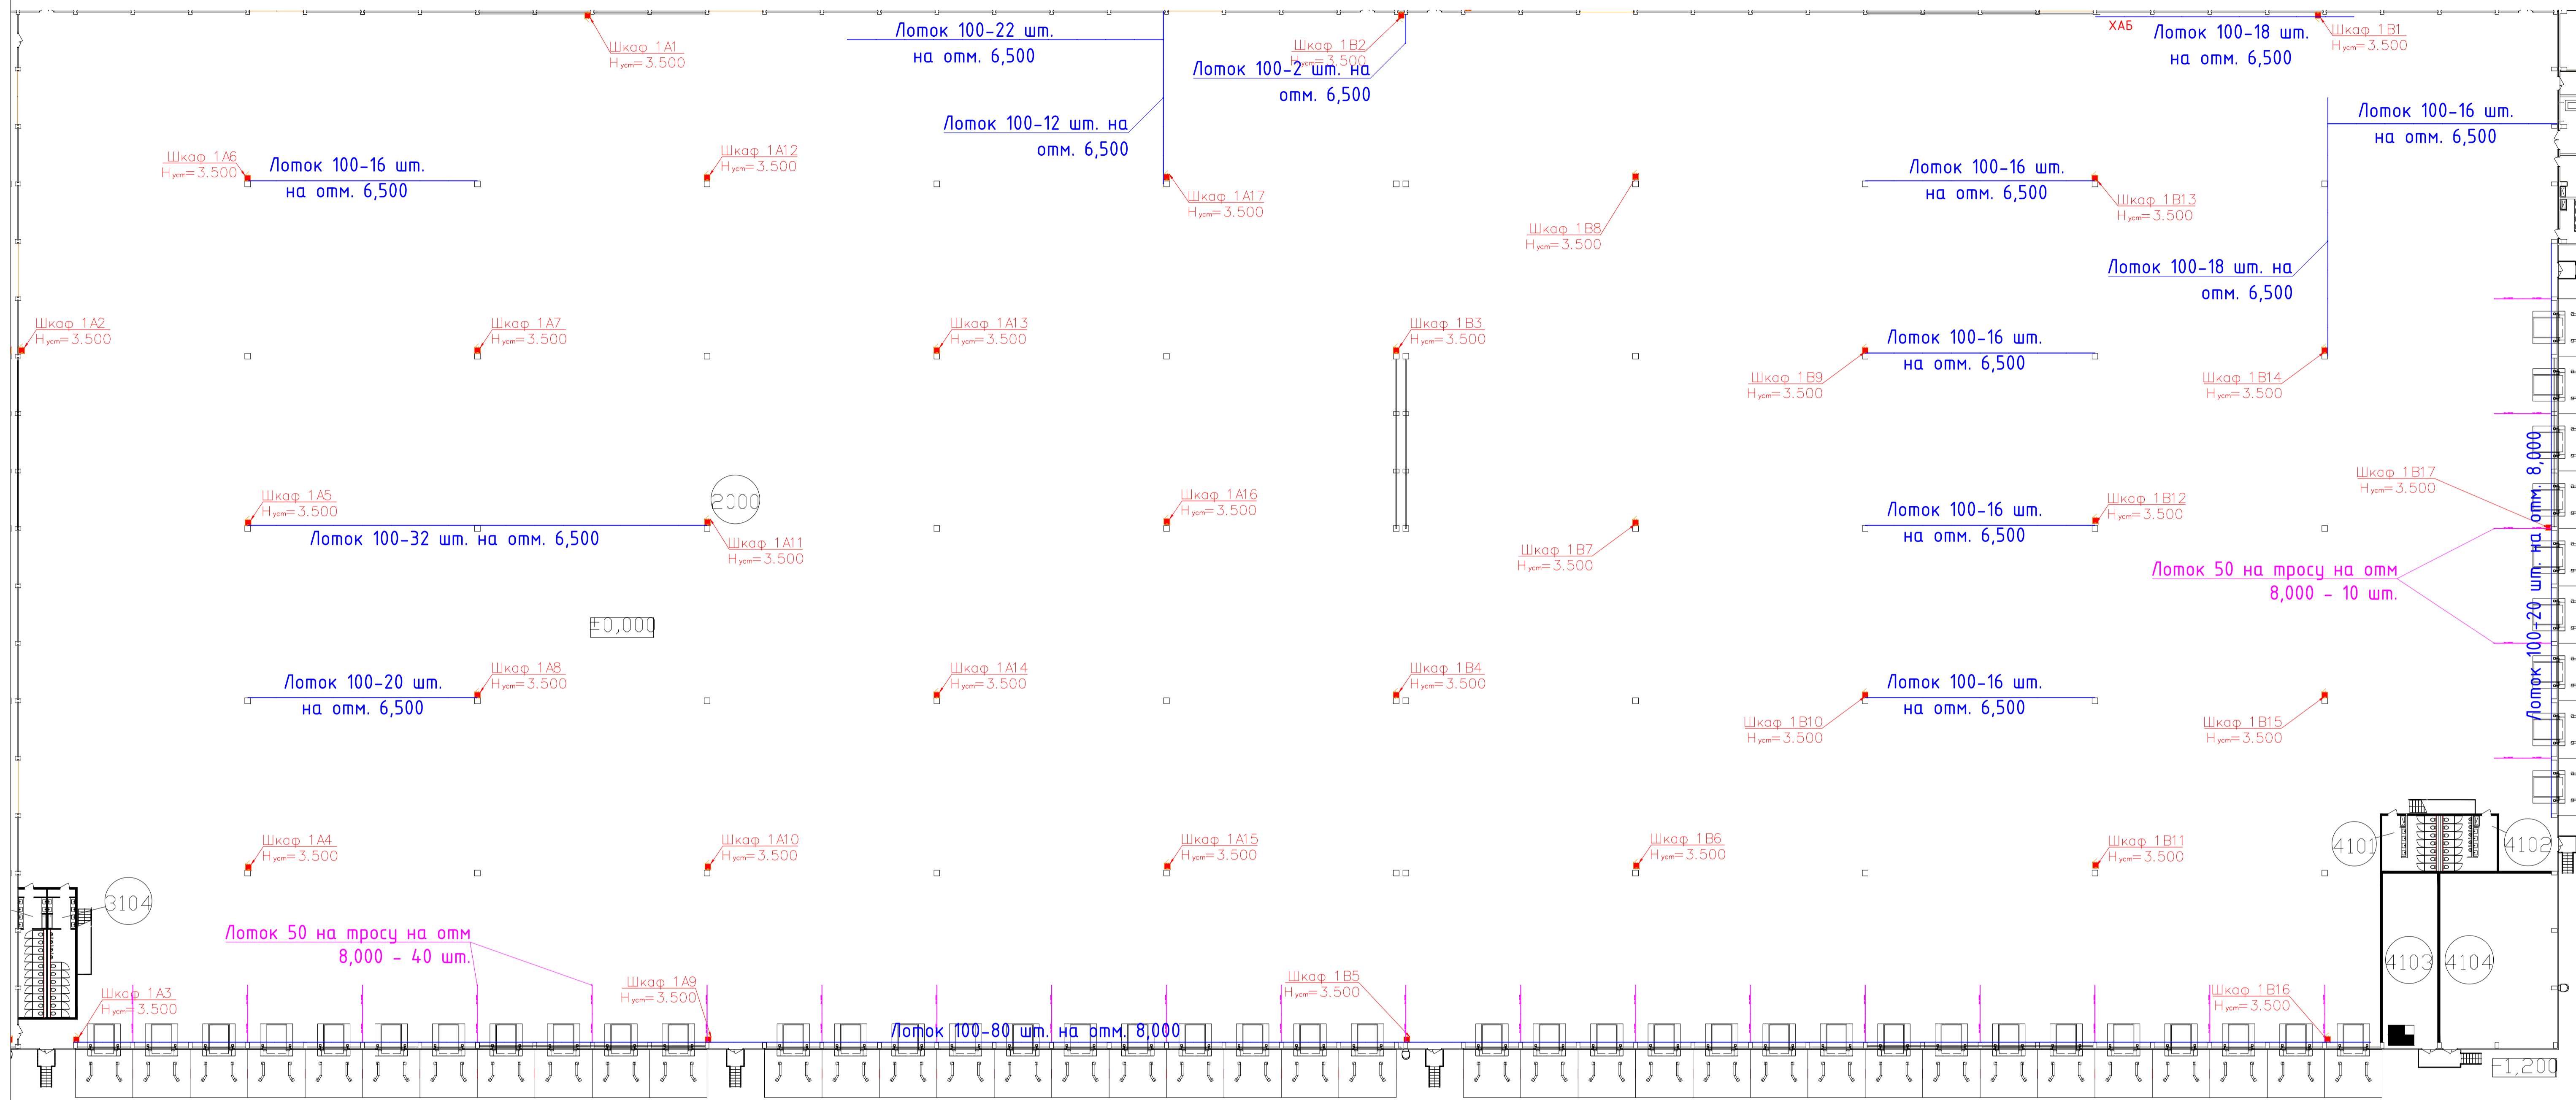 Шкаф 1А1
Нуст=3.500
Лоток 100-22 шт.
на отм. 6,500
Шкаф 1В2
Нуст=3.500
Лоток 100-2 шт. на
отм. 6,500
ХАБ
Лоток 100-18 шт.
на отм. 6,500
Шкаф 1В1
Нуст=3.500
Лоток 100-12 шт. на
отм. 6,500
Лоток 100-16 шт.
на отм. 6,500
Шкаф 1А6
Нуст=3.500
Лоток 100-16 шт.
на отм. 6,500
Шкаф 1А12
Нуст=3.500
Шкаф 1А17
Нуст=3.500
Шкаф 1В8
Нуст=3.500
Лоток 100-16 шт.
на отм. 6,500
Шкаф 1В13
Нуст=3.500
Лоток 100-18 шт. на
отм. 6,500
Шкаф 1А2
Нуст=3.500
Шкаф 1А7
Нуст=3.500
Шкаф 1А13
Нуст=3.500
Шкаф 1В3
Нуст=3.500
Лоток 100-16 шт.
на отм. 6,500
Шкаф 1В9
Нуст=3.500
Шкаф 1В14
Нуст=3.500
Шкаф 1А5
Нуст=3.500
Лоток 100-32 шт. на отм. 6,500
2000
Шкаф 1А11
Нуст=3.500
Шкаф 1А16
Нуст=3.500
Шкаф 1В7
Нуст=3.500
Лоток 100-16 шт.
на отм. 6,500
Шкаф 1В12
Нуст=3.500
Шкаф 1В17
Нуст=3.500
Лоток 100-20 шт. на отм. 8,000
Лоток 50 на тросу на отм
8,000 - 10 шт.
±0,000
Лоток 100-20 шт.
на отм. 6,500
Шкаф 1А8
Нуст=3.500
Шкаф 1А14
Нуст=3.500
Шкаф 1В4
Нуст=3.500
Лоток 100-16 шт.
на отм. 6,500
Шкаф 1В10
Нуст=3.500
Шкаф 1В15
Нуст=3.500
Шкаф 1А4
Нуст=3.500
Шкаф 1А10
Нуст=3.500
Шкаф 1А15
Нуст=3.500
Шкаф 1В6
Нуст=3.500
Шкаф 1В11
Нуст=3.500
4101
4102
3104
Лоток 50 на тросу на отм
8,000 - 40 шт.
4103
4104
Шкаф 1А3
Нуст=3.500
Шкаф 1А9
Нуст=3.500
Шкаф 1В5
Нуст=3.500
Шкаф 1В16
Нуст=3.500
Лоток 100-80 шт. на отм. 8,000
-1,200